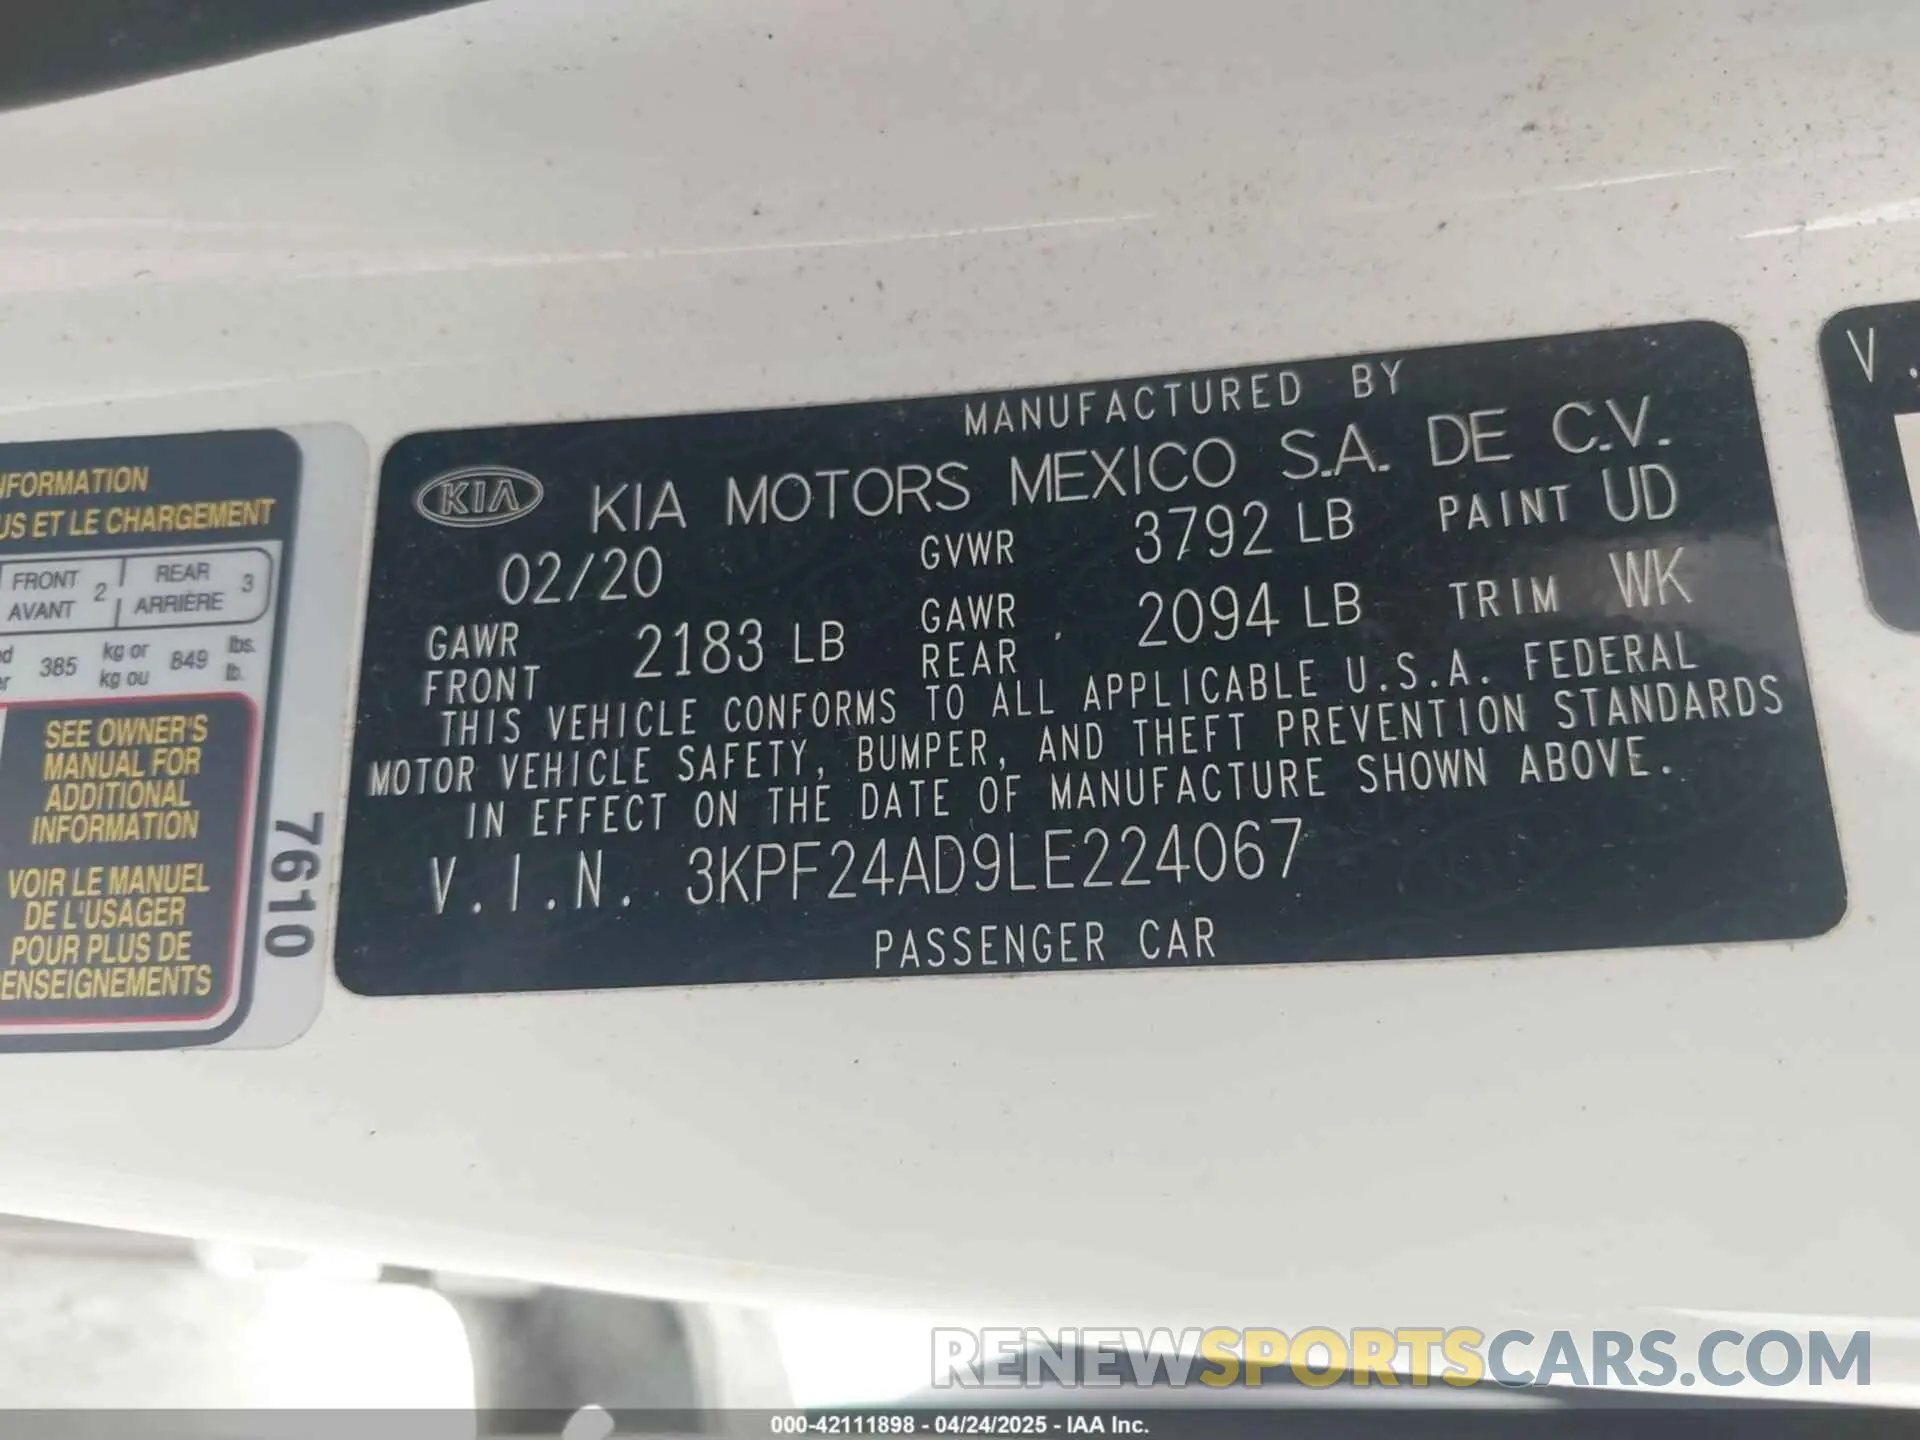 NFORMATION
US ET LE CHARGEMENT
FRONT 2 REAR 3
AVANT ARRIÈRE
385 kg or 849 lbs.
kg ou lb.
SEE OWNER'S
MANUAL FOR
ADDITIONAL
INFORMATION
VOIR LE MANUEL
DE L'USAGER
POUR PLUS DE
RENSEIGNEMENTS
7610
MANUFACTURED BY
KIA KIA MOTORS MEXICO S.A. DE C.V.
02/20 GVWR 3792 LB PAINT UD
GAWR FRONT 2183 LB GAWR REAR 2094 LB TRIM WK
THIS VEHICLE CONFORMS TO ALL APPLICABLE U.S.A. FEDERAL
MOTOR VEHICLE SAFETY, BUMPER, AND THEFT PREVENTION STANDARDS
IN EFFECT ON THE DATE OF MANUFACTURE SHOWN ABOVE.
V.I.N. 3KPF24AD9LE224067
PASSENGER CAR
V.
RENEWSPORTSCARS.COM
000-42111898 - 04/24/2025 - IAA Inc.